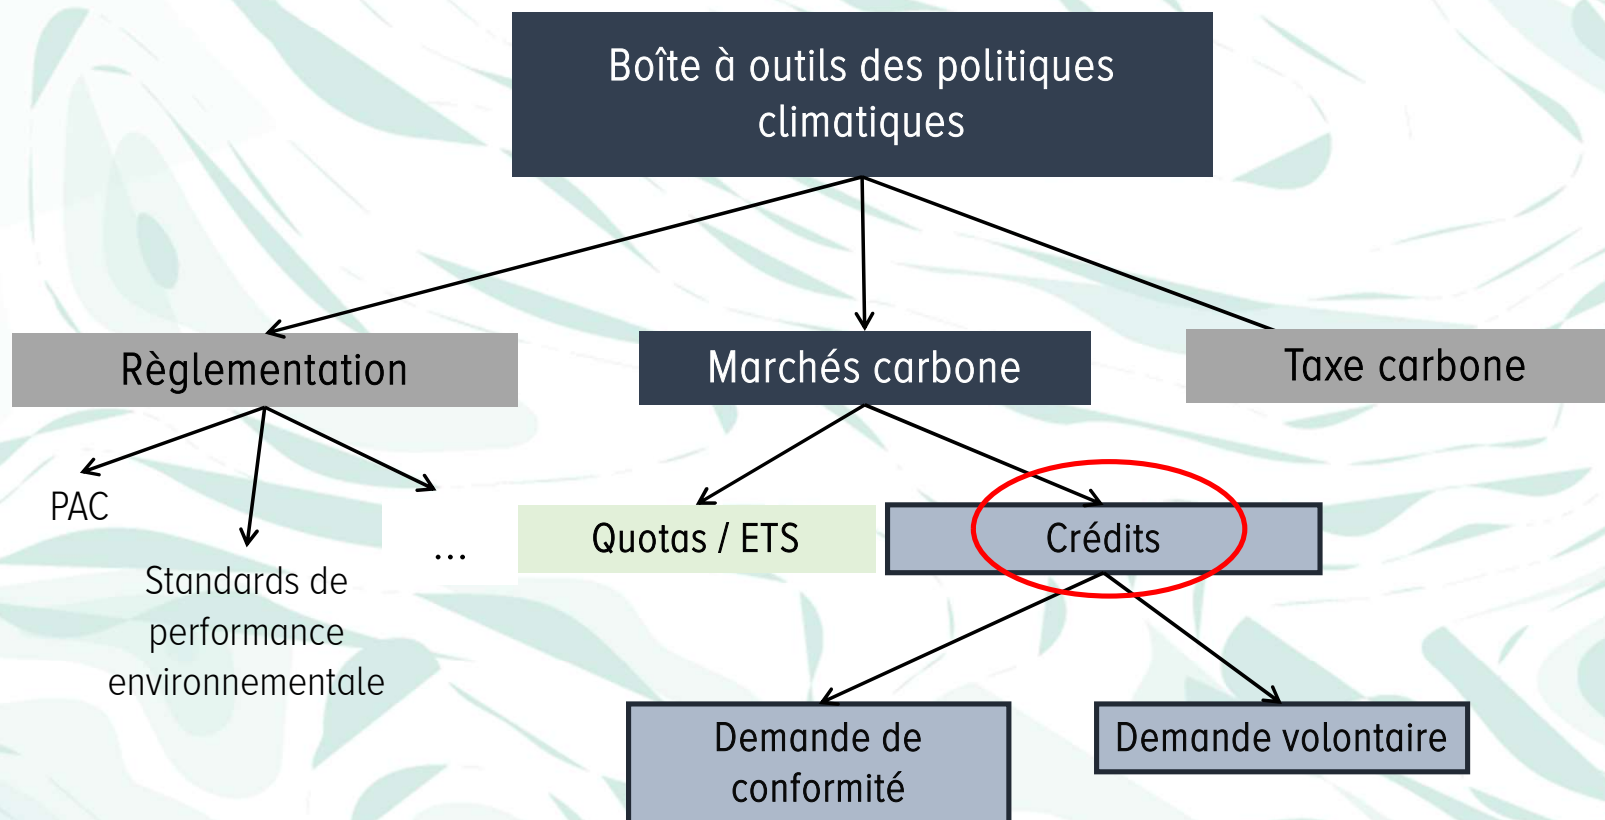 Boîte à outils des politiques
climatiques
Règlementation
Marchés carbone
Taxe carbone
PAC
Standards de
performance
environnementale
...
Quotas / ETS
Crédits
Demande de
conformité
Demande volontaire